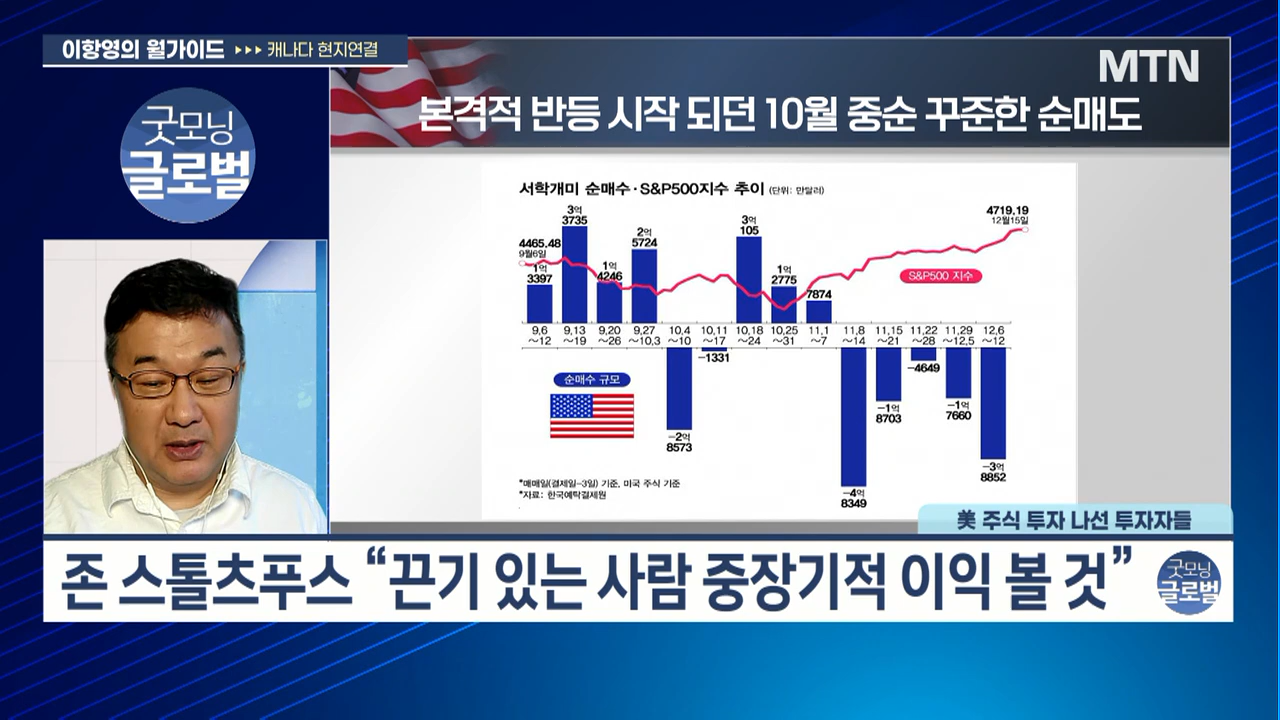 이항영의 월가이드 ▸▸▸ 캐나다 현지연결
굿모닝
글로벌
MTN
본격적 반등 시작 되던 10월 중순 꾸준한 순매도
서학개미 순매수·S&P500지수 추이 (단위: 만달러)
4465.48
9월6일
1억
3397
3억
3735
1억
4246
2억
5724
3억
105
1억
2775
7874
4719.19
12월15일
S&P500 지수
9.6 9.13 9.20 9.27 10.4 10.11 10.18 10.25 11.1 11.8 11.15 11.22 11.29 12.6
~12 ~19 ~26 ~10.3 ~10 ~17 ~24 ~31 ~7 ~14 ~21 ~28 ~12.5 ~12
순매수 규모
−2억
8573
−1331
−4억
8349
−1억
8703
−4649
−1억
7660
−3억
8852
*매매일(결제일-3일) 기준, 미국 주식 기준
*자료: 한국예탁결제원
美 주식 투자 나선 투자자들
존 스톨츠푸스 “끈기 있는 사람 중장기적 이익 볼 것”
굿모닝
글로벌